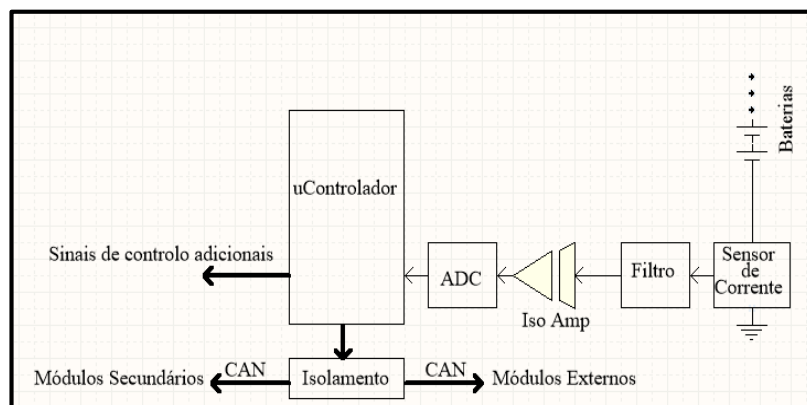 Baterias
uControlador
Sinais de controlo adicionais
ADC
Iso Amp
Filtro
Sensor
de
Corrente
Módulos Secundários
CAN
Isolamento
CAN
Módulos Externos